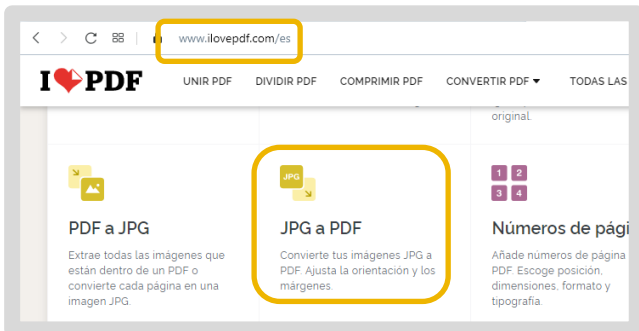 www.ilovepdf.com/es
I PDF
UNIR PDF DIVIDIR PDF COMPRIMIR PDF CONVERTIR PDF TODAS LAS
original.
JPG
1 2
3 4
PDF a JPG
Extrae todas las imágenes que
están dentro de un PDF o
convierte cada página en una
imagen JPG.
JPG a PDF
Convierte tus imágenes JPG a
PDF. Ajusta la orientación y los
márgenes.
Números de pági
Añade números de página
PDF. Escoge posición,
dimensiones, formato y
tipografía.